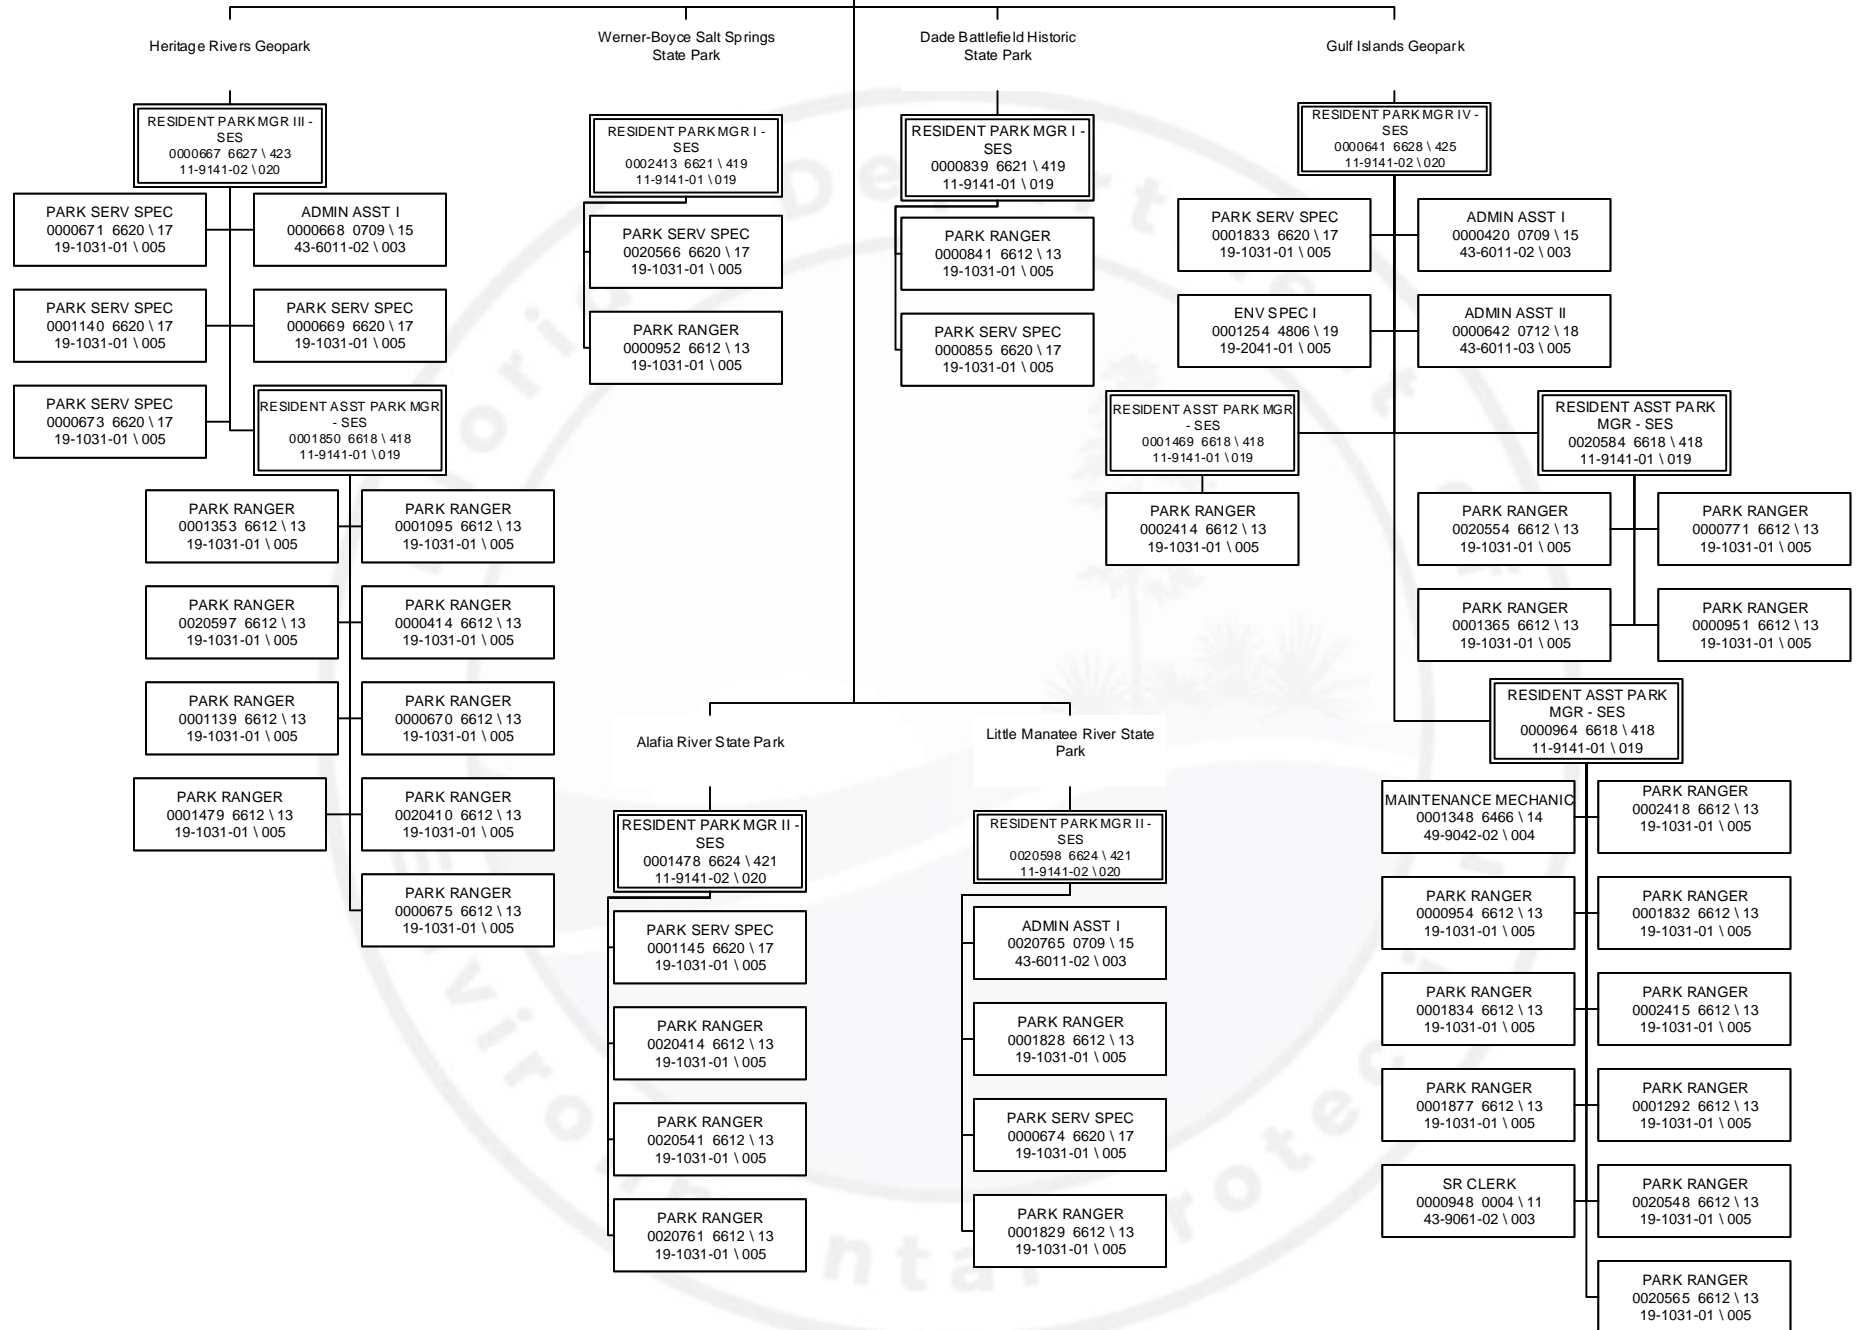 Heritage Rivers Geopark
Werner-Boyce Salt Springs
State Park
Dade Battlefield Historic
State Park
Gulf Islands Geopark
RESIDENT PARK MGR III -
SES
0000667 6627 \ 423
11-9141-02 \ 020
PARK SERV SPEC
0000671 6620 \ 17
19-1031-01 \ 005
ADMIN ASST I
0000668 0709 \ 15
43-6011-02 \ 003
PARK SERV SPEC
0001140 6620 \ 17
19-1031-01 \ 005
PARK SERV SPEC
0000669 6620 \ 17
19-1031-01 \ 005
PARK SERV SPEC
0000673 6620 \ 17
19-1031-01 \ 005
RESIDENT ASST PARK MGR
- SES
0001850 6618 \ 418
11-9141-01 \ 019
PARK RANGER
0001353 6612 \ 13
19-1031-01 \ 005
PARK RANGER
0001095 6612 \ 13
19-1031-01 \ 005
PARK RANGER
0020597 6612 \ 13
19-1031-01 \ 005
PARK RANGER
0000414 6612 \ 13
19-1031-01 \ 005
PARK RANGER
0001139 6612 \ 13
19-1031-01 \ 005
PARK RANGER
0000670 6612 \ 13
19-1031-01 \ 005
PARK RANGER
0001479 6612 \ 13
19-1031-01 \ 005
PARK RANGER
0020410 6612 \ 13
19-1031-01 \ 005
PARK RANGER
0000675 6612 \ 13
19-1031-01 \ 005
RESIDENT PARK MGR I -
SES
0002413 6621 \ 419
11-9141-01 \ 019
PARK SERV SPEC
0020566 6620 \ 17
19-1031-01 \ 005
PARK RANGER
0000952 6612 \ 13
19-1031-01 \ 005
RESIDENT PARK MGR I -
SES
0000839 6621 \ 419
11-9141-01 \ 019
PARK RANGER
0000841 6612 \ 13
19-1031-01 \ 005
PARK SERV SPEC
0000855 6620 \ 17
19-1031-01 \ 005
RESIDENT PARK MGR IV -
SES
0000641 6628 \ 425
11-9141-02 \ 020
PARK SERV SPEC
0001833 6620 \ 17
19-1031-01 \ 005
ADMIN ASST I
0000420 0709 \ 15
43-6011-02 \ 003
ENV SPEC I
0001254 4806 \ 19
19-2041-01 \ 005
ADMIN ASST II
0000642 0712 \ 18
43-6011-03 \ 005
RESIDENT ASST PARK MGR
- SES
0001469 6618 \ 418
11-9141-01 \ 019
PARK RANGER
0002414 6612 \ 13
19-1031-01 \ 005
RESIDENT ASST PARK
MGR - SES
0020584 6618 \ 418
11-9141-01 \ 019
PARK RANGER
0020554 6612 \ 13
19-1031-01 \ 005
PARK RANGER
0000771 6612 \ 13
19-1031-01 \ 005
PARK RANGER
0001365 6612 \ 13
19-1031-01 \ 005
PARK RANGER
0000951 6612 \ 13
19-1031-01 \ 005
RESIDENT ASST PARK
MGR - SES
0000964 6618 \ 418
11-9141-01 \ 019
MAINTENANCE MECHANIC
0001348 6466 \ 14
49-9042-02 \ 004
PARK RANGER
0002418 6612 \ 13
19-1031-01 \ 005
PARK RANGER
0000954 6612 \ 13
19-1031-01 \ 005
PARK RANGER
0001832 6612 \ 13
19-1031-01 \ 005
PARK RANGER
0001834 6612 \ 13
19-1031-01 \ 005
PARK RANGER
0002415 6612 \ 13
19-1031-01 \ 005
PARK RANGER
0001877 6612 \ 13
19-1031-01 \ 005
PARK RANGER
0001292 6612 \ 13
19-1031-01 \ 005
SR CLERK
0000948 0004 \ 11
43-9061-02 \ 003
PARK RANGER
0020548 6612 \ 13
19-1031-01 \ 005
PARK RANGER
0020565 6612 \ 13
19-1031-01 \ 005
Alafia River State Park
Little Manatee River State
Park
RESIDENT PARK MGR II -
SES
0001478 6624 \ 421
11-9141-02 \ 020
PARK SERV SPEC
0001145 6620 \ 17
19-1031-01 \ 005
PARK RANGER
0020414 6612 \ 13
19-1031-01 \ 005
PARK RANGER
0020541 6612 \ 13
19-1031-01 \ 005
PARK RANGER
0020761 6612 \ 13
19-1031-01 \ 005
RESIDENT PARK MGR II -
SES
0020598 6624 \ 421
11-9141-02 \ 020
ADMIN ASST I
0020765 0709 \ 15
43-6011-02 \ 003
PARK RANGER
0001828 6612 \ 13
19-1031-01 \ 005
PARK SERV SPEC
0000674 6620 \ 17
19-1031-01 \ 005
PARK RANGER
0001829 6612 \ 13
19-1031-01 \ 005